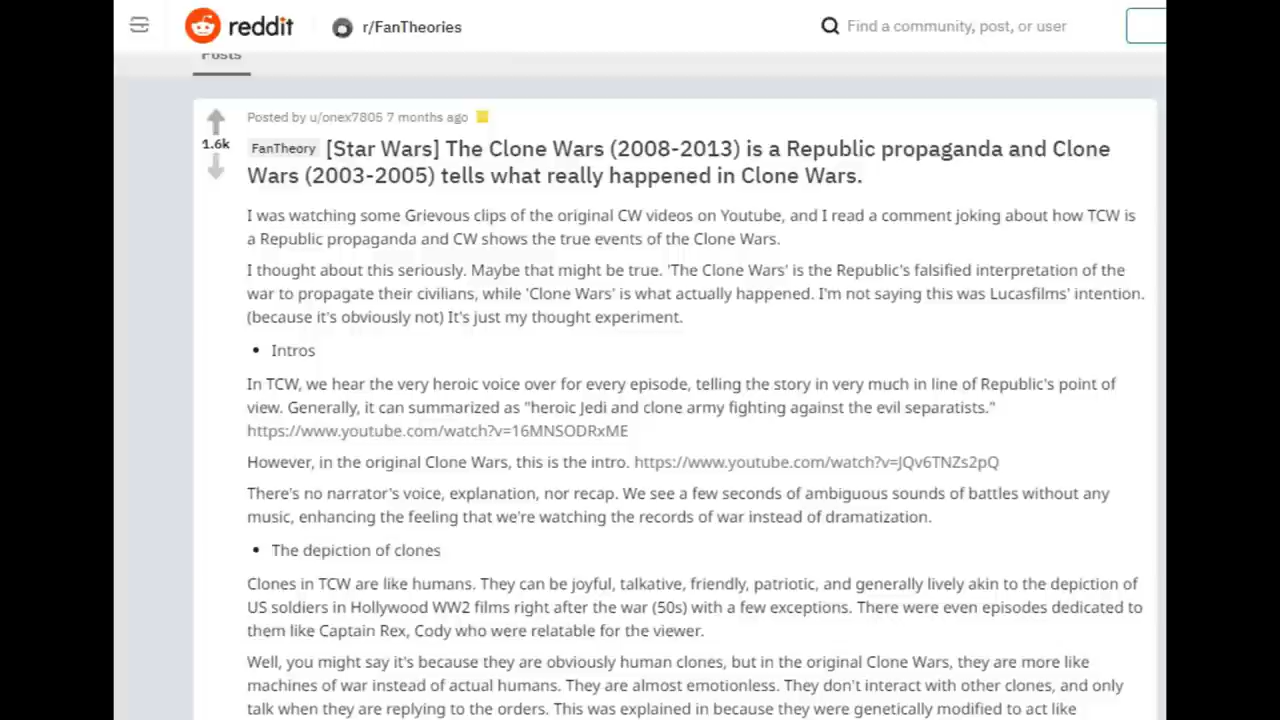 reddit
r/FanTheories
Find a community, post, or user
Posts
Posted by u/onex7805 7 months ago
1.6k
FanTheory [Star Wars] The Clone Wars (2008-2013) is a Republic propaganda and Clone
Wars (2003-2005) tells what really happened in Clone Wars.
I was watching some Grievous clips of the original CW videos on Youtube, and I read a comment joking about how TCW is
a Republic propaganda and CW shows the true events of the Clone Wars.
I thought about this seriously. Maybe that might be true. 'The Clone Wars' is the Republic's falsified interpretation of the
war to propagate their civilians, while 'Clone Wars' is what actually happened. I'm not saying this was Lucasfilms' intention.
(because it's obviously not) It's just my thought experiment.
• Intros
In TCW, we hear the very heroic voice over for every episode, telling the story in very much in line of Republic's point of
view. Generally, it can summarized as "heroic Jedi and clone army fighting against the evil separatists."
https://www.youtube.com/watch?v=16MNSODRxME
However, in the original Clone Wars, this is the intro. https://www.youtube.com/watch?v=JQv6TNZs2pQ
There's no narrator's voice, explanation, nor recap. We see a few seconds of ambiguous sounds of battles without any
music, enhancing the feeling that we're watching the records of war instead of dramatization.
• The depiction of clones
Clones in TCW are like humans. They can be joyful, talkative, friendly, patriotic, and generally lively akin to the depiction of
US soldiers in Hollywood WW2 films right after the war (50s) with a few exceptions. There were even episodes dedicated to
them like Captain Rex, Cody who were relatable for the viewer.
Well, you might say it's because they are obviously human clones, but in the original Clone Wars, they are more like
machines of war instead of actual humans. They are almost emotionless. They don't interact with other clones, and only
talk when they are replying to the orders. This was explained in because they were genetically modified to act like